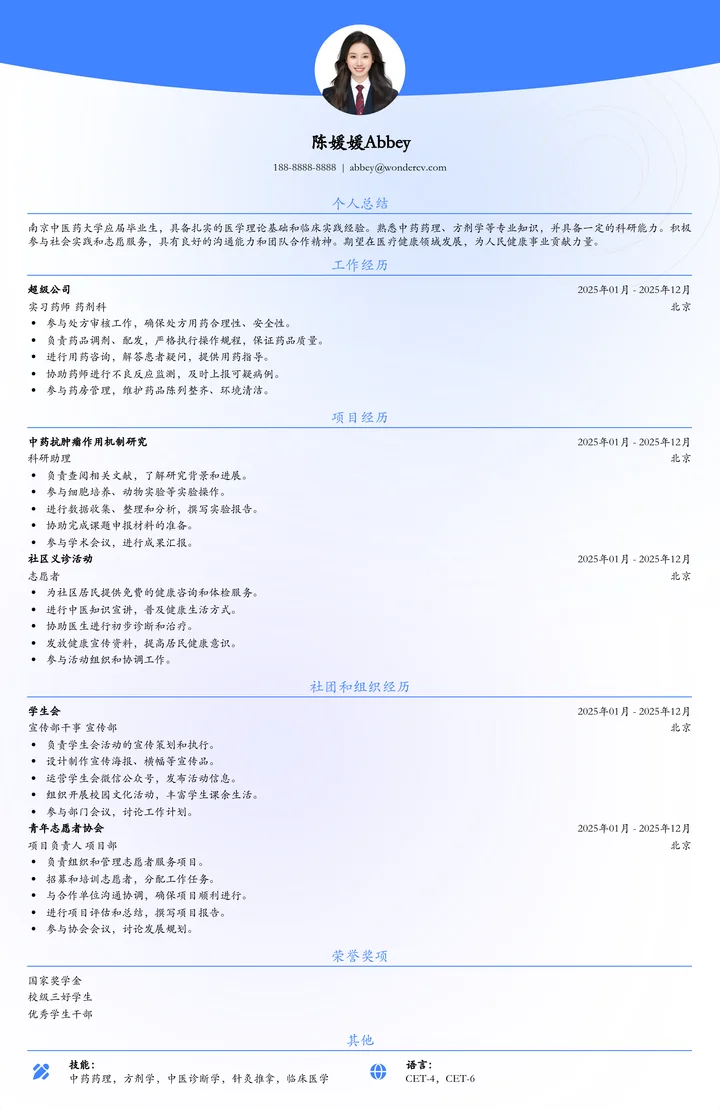 陈媛媛Abbey
188-8888-8888 | abbey@wondercv.com
个人总结
南京中医药大学应届毕业生，具备扎实的医学理论基础和临床实践经验。熟悉中药药理、方剂学等专业知识，并具备一定的科研能力。积极
参与社会实践和志愿服务，具有良好的沟通能力和团队合作精神。期望在医疗健康领域发展，为人民健康事业贡献力量。
工作经历
超级公司 2025年01月 - 2025年12月
实习药师 药剂科 北京
• 参与处方审核工作，确保处方用药合理性、安全性。
• 负责药品调剂、配发，严格执行操作规程，保证药品质量。
• 进行用药咨询，解答患者疑问，提供用药指导。
• 协助药师进行不良反应监测，及时上报可疑病例。
• 参与药房管理，维护药品陈列整齐、环境清洁。
项目经历
中药抗肿瘤作用机制研究 2025年01月 - 2025年12月
科研助理 北京
• 负责查阅相关文献，了解研究背景和进展。
• 参与细胞培养、动物实验等实验操作。
• 进行数据收集、整理和分析，撰写实验报告。
• 协助完成课题申报材料的准备。
• 参与学术会议，进行成果汇报。
社区义诊活动 2025年01月 - 2025年12月
志愿者 北京
• 为社区居民提供免费的健康咨询和体检服务。
• 进行中医知识宣讲，普及健康生活方式。
• 协助医生进行初步诊断和治疗。
• 发放健康宣传资料，提高居民健康意识。
• 参与活动组织和协调工作。
社团和组织经历
学生会 2025年01月 - 2025年12月
宣传部干事 宣传部 北京
• 负责学生会活动的宣传策划和执行。
• 设计制作宣传海报、横幅等宣传品。
• 运营学生会微信公众号，发布活动信息。
• 组织开展校园文化活动，丰富学生课余生活。
• 参与部门会议，讨论工作计划。
青年志愿者协会 2025年01月 - 2025年12月
项目负责人 项目部 北京
• 负责组织和管理志愿者服务项目。
• 招募和培训志愿者，分配工作任务。
• 与合作单位沟通协调，确保项目顺利进行。
• 进行项目评估和总结，撰写项目报告。
• 参与协会会议，讨论发展规划。
荣誉奖项
国家奖学金
校级三好学生
优秀学生干部
其他
技能：
中药药理，方剂学，中医诊断学，针灸推拿，临床医学
语言：
CET-4，CET-6